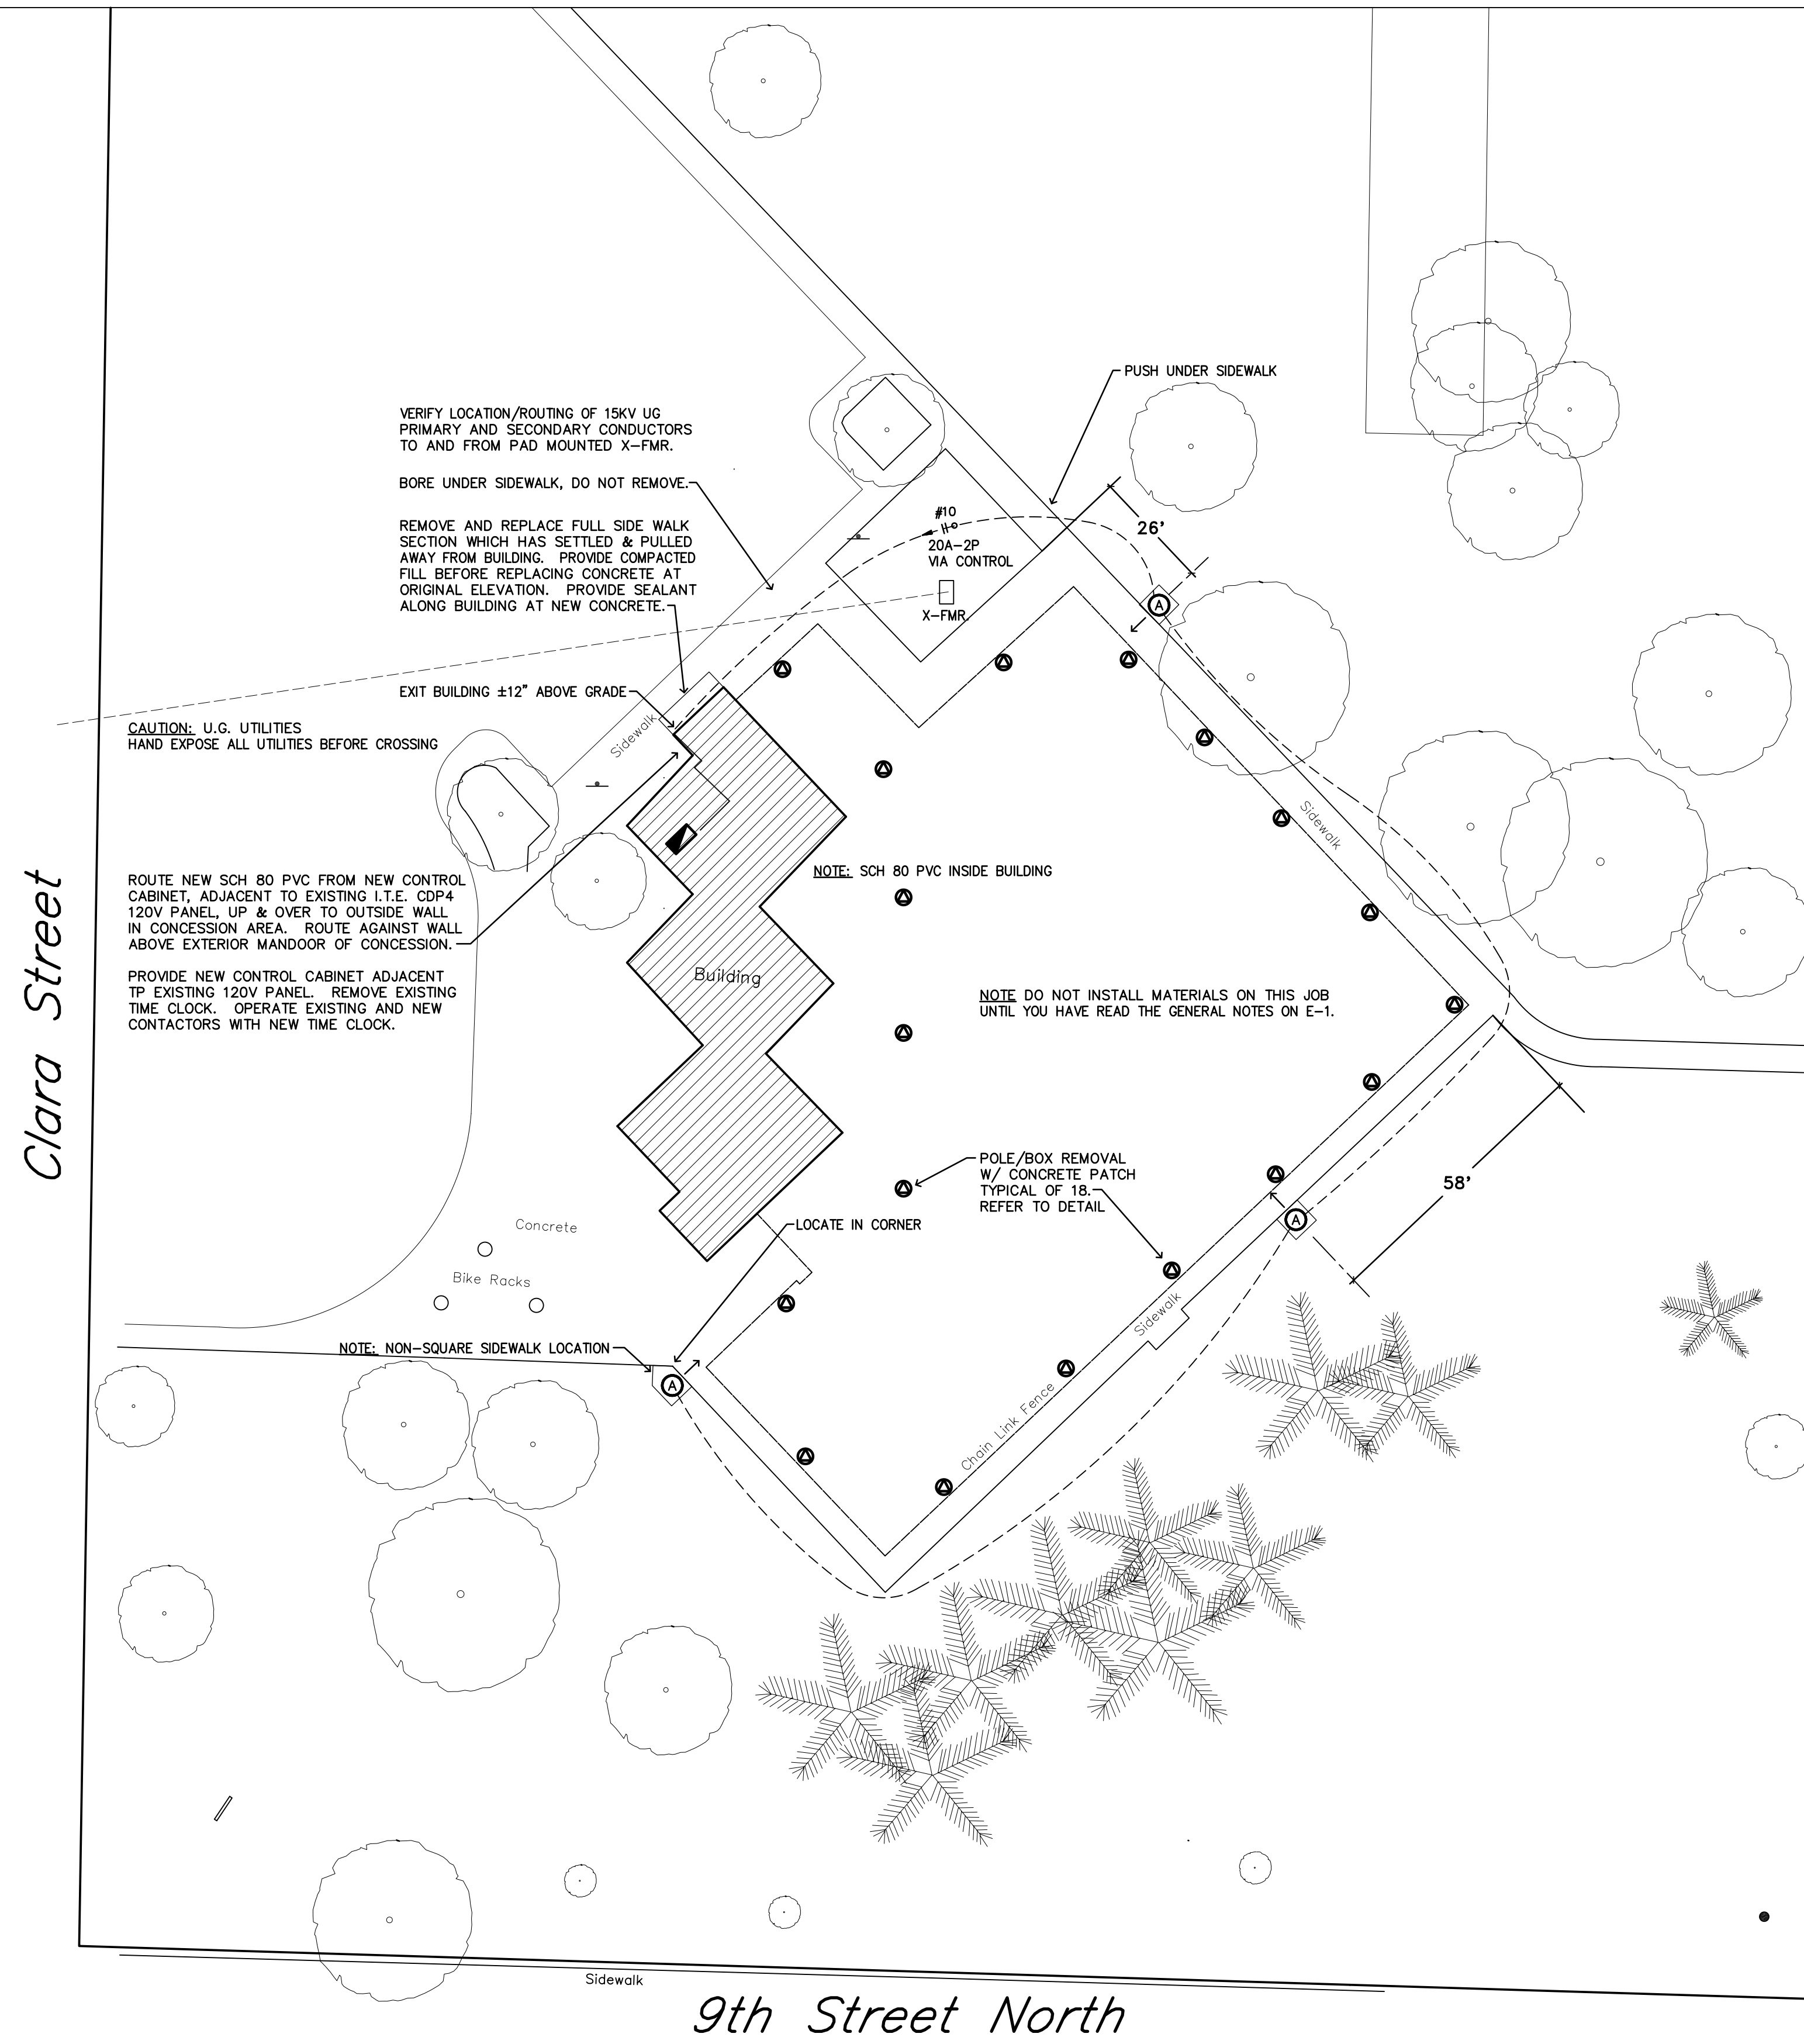 PUSH UNDER SIDEWALK
VERIFY LOCATION/ROUTING OF 15KV UG
PRIMARY AND SECONDARY CONDUCTORS
TO AND FROM PAD MOUNTED X-FMR.
BORE UNDER SIDEWALK, DO NOT REMOVE.
REMOVE AND REPLACE FULL SIDE WALK
SECTION WHICH HAS SETTLED & PULLED
AWAY FROM BUILDING. PROVIDE COMPACTED
FILL BEFORE REPLACING CONCRETE AT
ORIGINAL ELEVATION. PROVIDE SEALANT
ALONG BUILDING AT NEW CONCRETE.
#10
20A-2P
VIA CONTROL
X-FMR.
26'
A
EXIT BUILDING ±12" ABOVE GRADE
Sidewalk
CAUTION: U.G. UTILITIES
HAND EXPOSE ALL UTILITIES BEFORE CROSSING
Sidewalk
NOTE: SCH 80 PVC INSIDE BUILDING
ROUTE NEW SCH 80 PVC FROM NEW CONTROL
CABINET, ADJACENT TO EXISTING I.T.E. CDP4
120V PANEL, UP & OVER TO OUTSIDE WALL
IN CONCESSION AREA. ROUTE AGAINST WALL
ABOVE EXTERIOR MANDOOR OF CONCESSION.
PROVIDE NEW CONTROL CABINET ADJACENT
TP EXISTING 120V PANEL. REMOVE EXISTING
TIME CLOCK. OPERATE EXISTING AND NEW
CONTACTORS WITH NEW TIME CLOCK.
Clara Street
Building
NOTE DO NOT INSTALL MATERIALS ON THIS JOB
UNTIL YOU HAVE READ THE GENERAL NOTES ON E-1.
POLE/BOX REMOVAL
W/ CONCRETE PATCH
TYPICAL OF 18.
REFER TO DETAIL
58'
A
LOCATE IN CORNER
Concrete
Bike Racks
Sidewalk
NOTE: NON-SQUARE SIDEWALK LOCATION
A
Chain Link Fence
Sidewalk
9th Street North